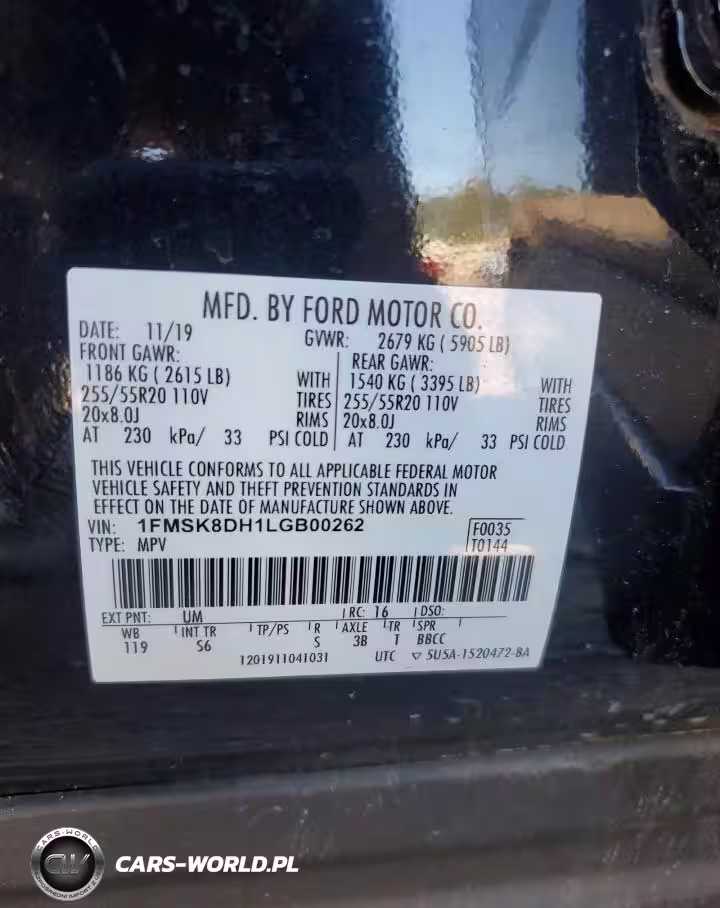 MFD. BY FORD MOTOR CO.
DATE: 11/19 GVWR: 2679 KG ( 5905 LB)
FRONT GAWR: REAR GAWR:
1186 KG ( 2615 LB) WITH 1540 KG ( 3395 LB) WITH
255/55R20 110V TIRES 255/55R20 110V TIRES
20x8.0J RIMS 20x8.0J RIMS
AT 230 kPa/ 33 PSI COLD AT 230 kPa/ 33 PSI COLD
THIS VEHICLE CONFORMS TO ALL APPLICABLE FEDERAL MOTOR
VEHICLE SAFETY AND THEFT PREVENTION STANDARDS IN
EFFECT ON THE DATE OF MANUFACTURE SHOWN ABOVE.
VIN: 1FMSK8DH1LGB00262 F0035
TYPE: MPV T0144
EXT PNT: UM RC: 16 DSO:
WB INT TR TP/PS R AXLE TR SPR
119 S6 S 3B T BBCC
1201911041031 UTC ▽ 5U5A-1520472-BA
CARS-WORLD
CW
CARS-WORLD.PL